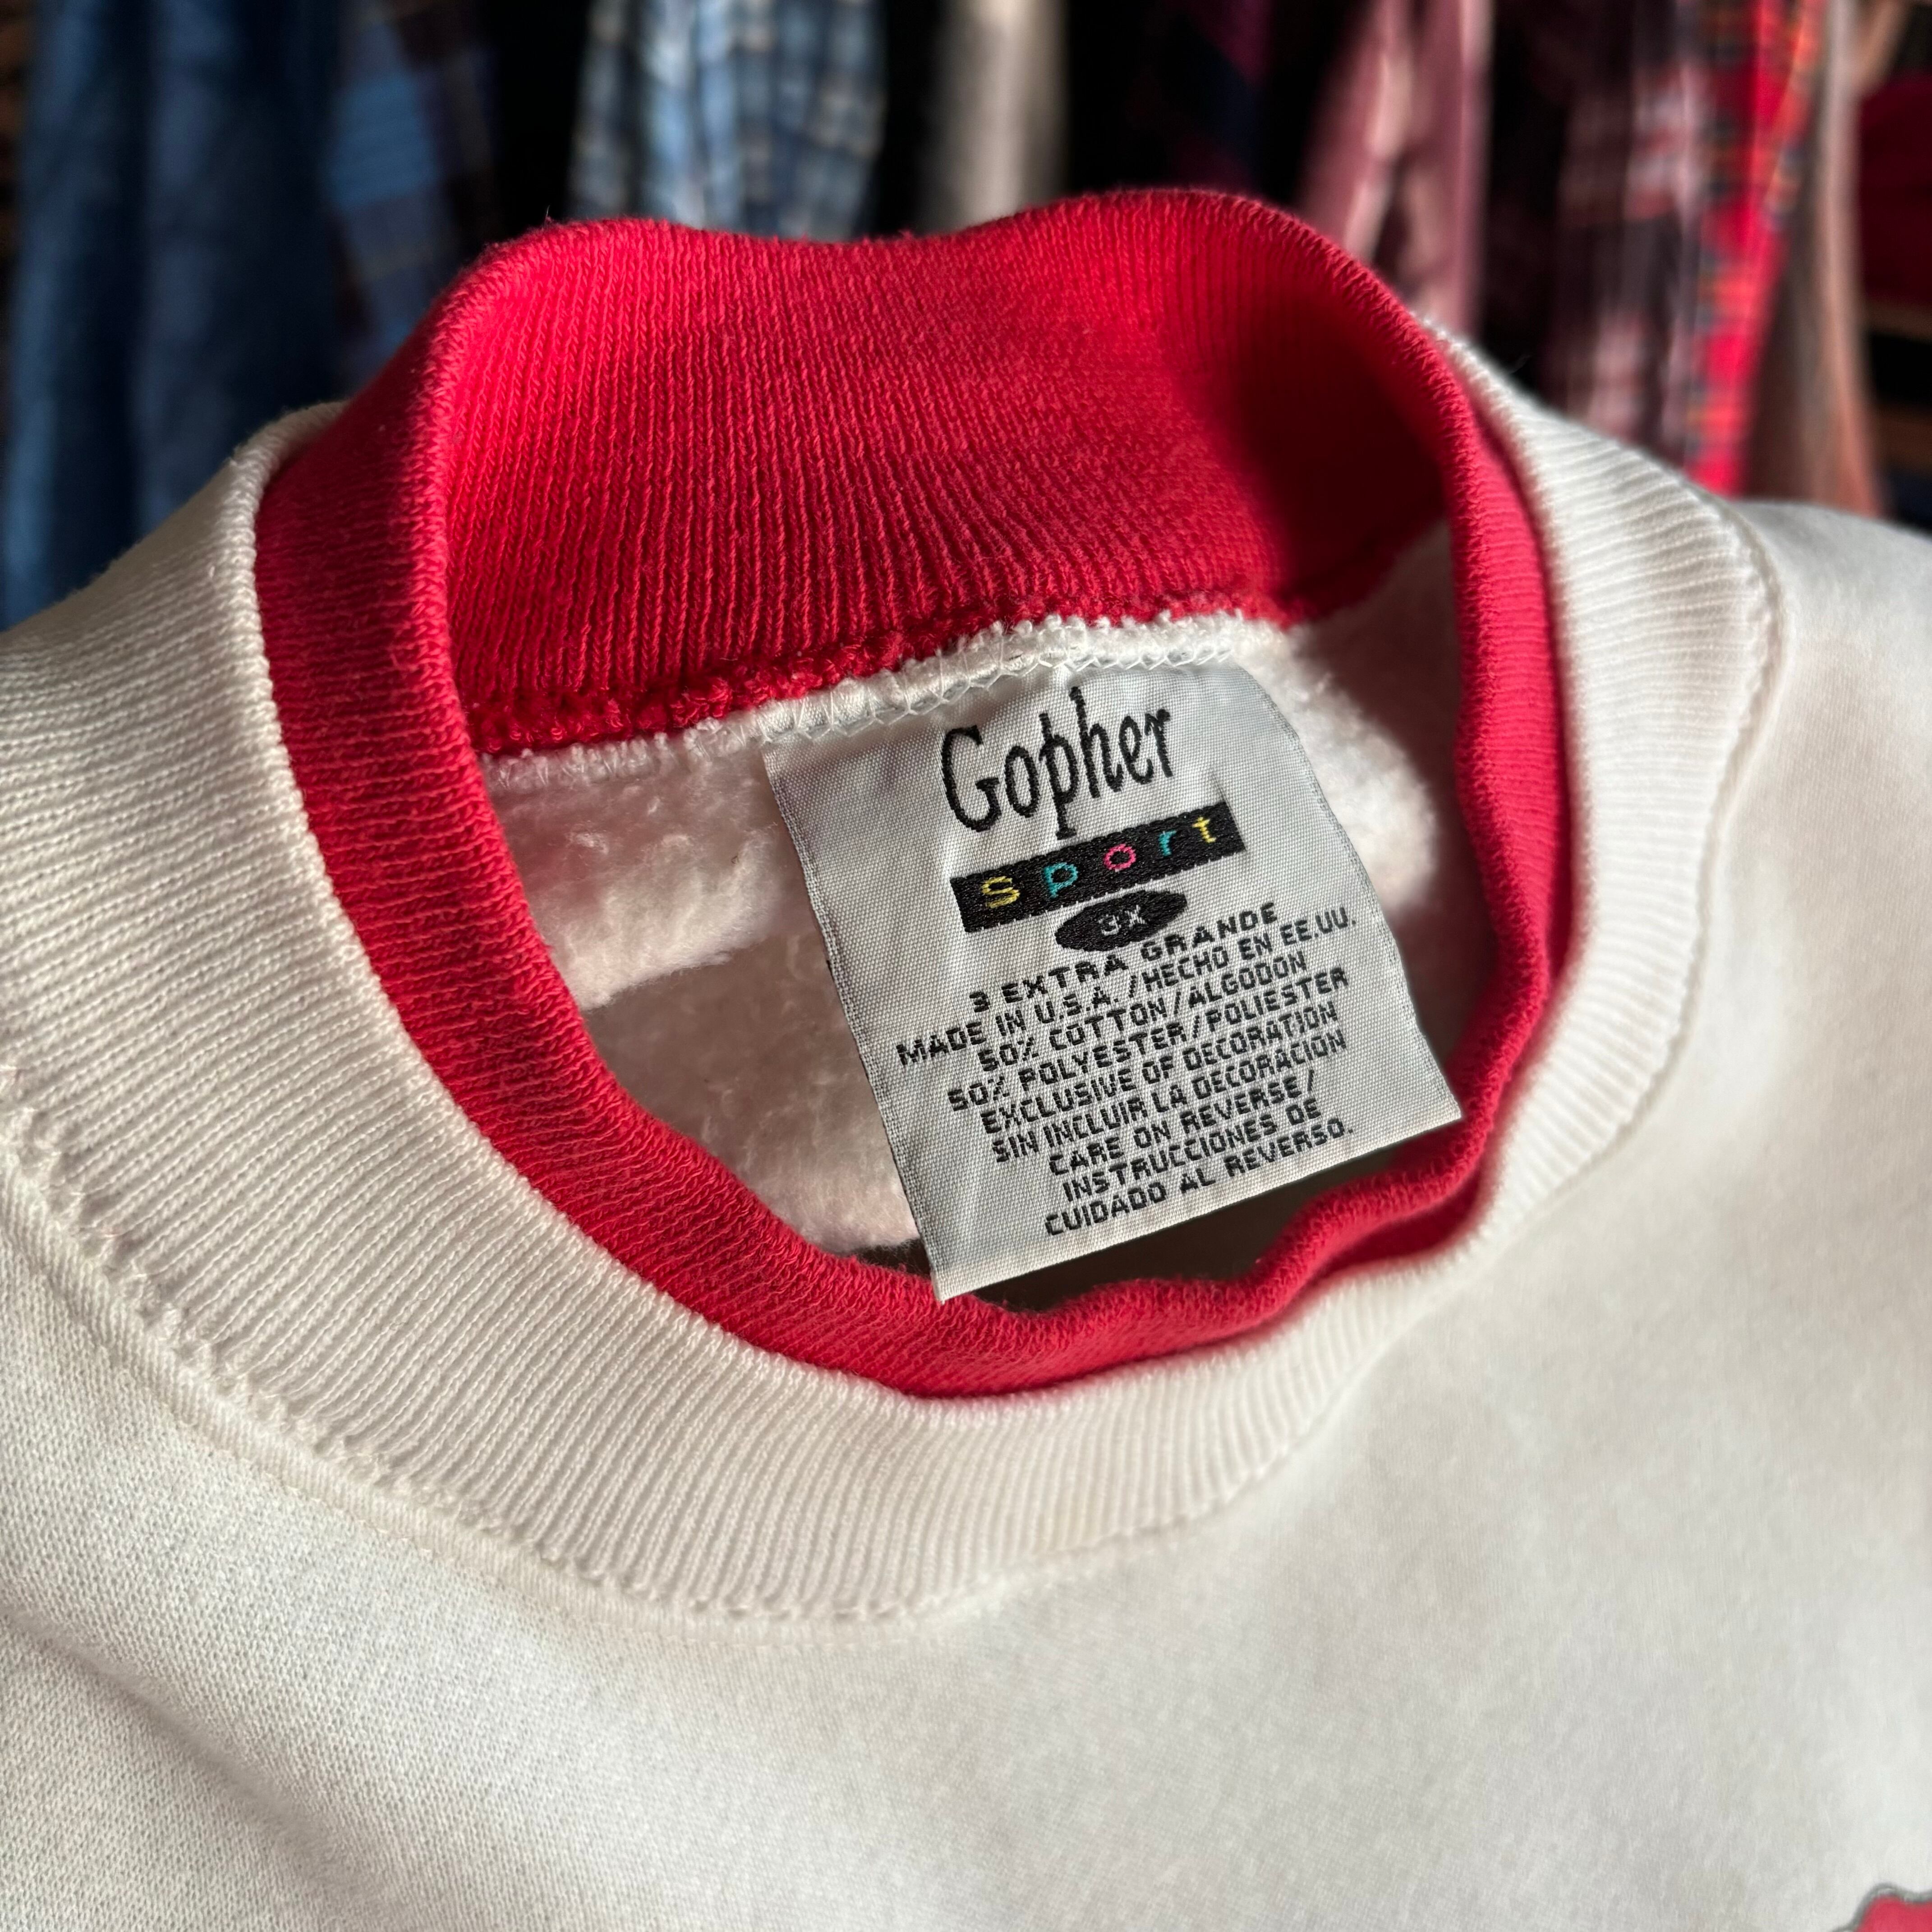 Gopher
sport
3X
3 EXTRA GRANDE
MADE IN U.S.A./HECHO EN EE.UU.
50% COTTON/ALGODON
50% POLYESTER/POLIESTER
EXCLUSIVE OF DECORATION
SIN INCLUIR LA DECORACION
CARE ON REVERSE/
INSTRUCCIONES DE
CUIDADO AL REVERSO.